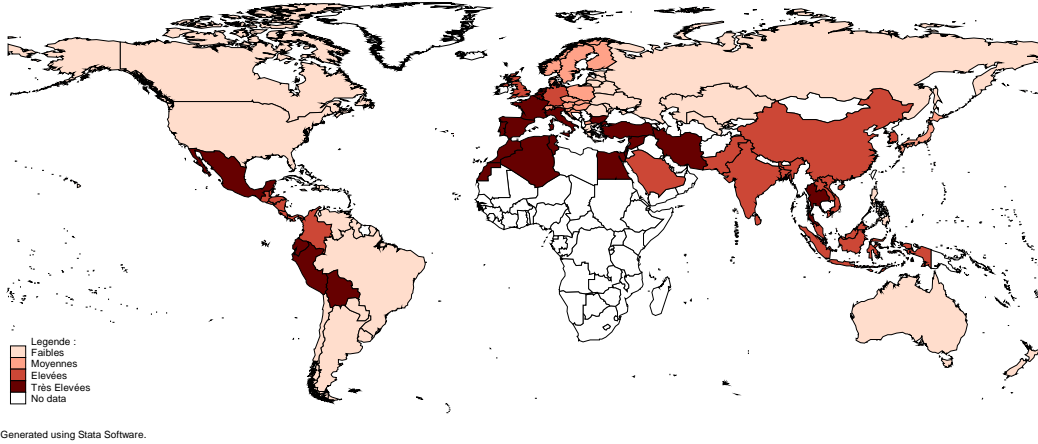 Legende :
Faibles
Moyennes
Elevées
Très Elevées
No data
Generated using Stata Software.